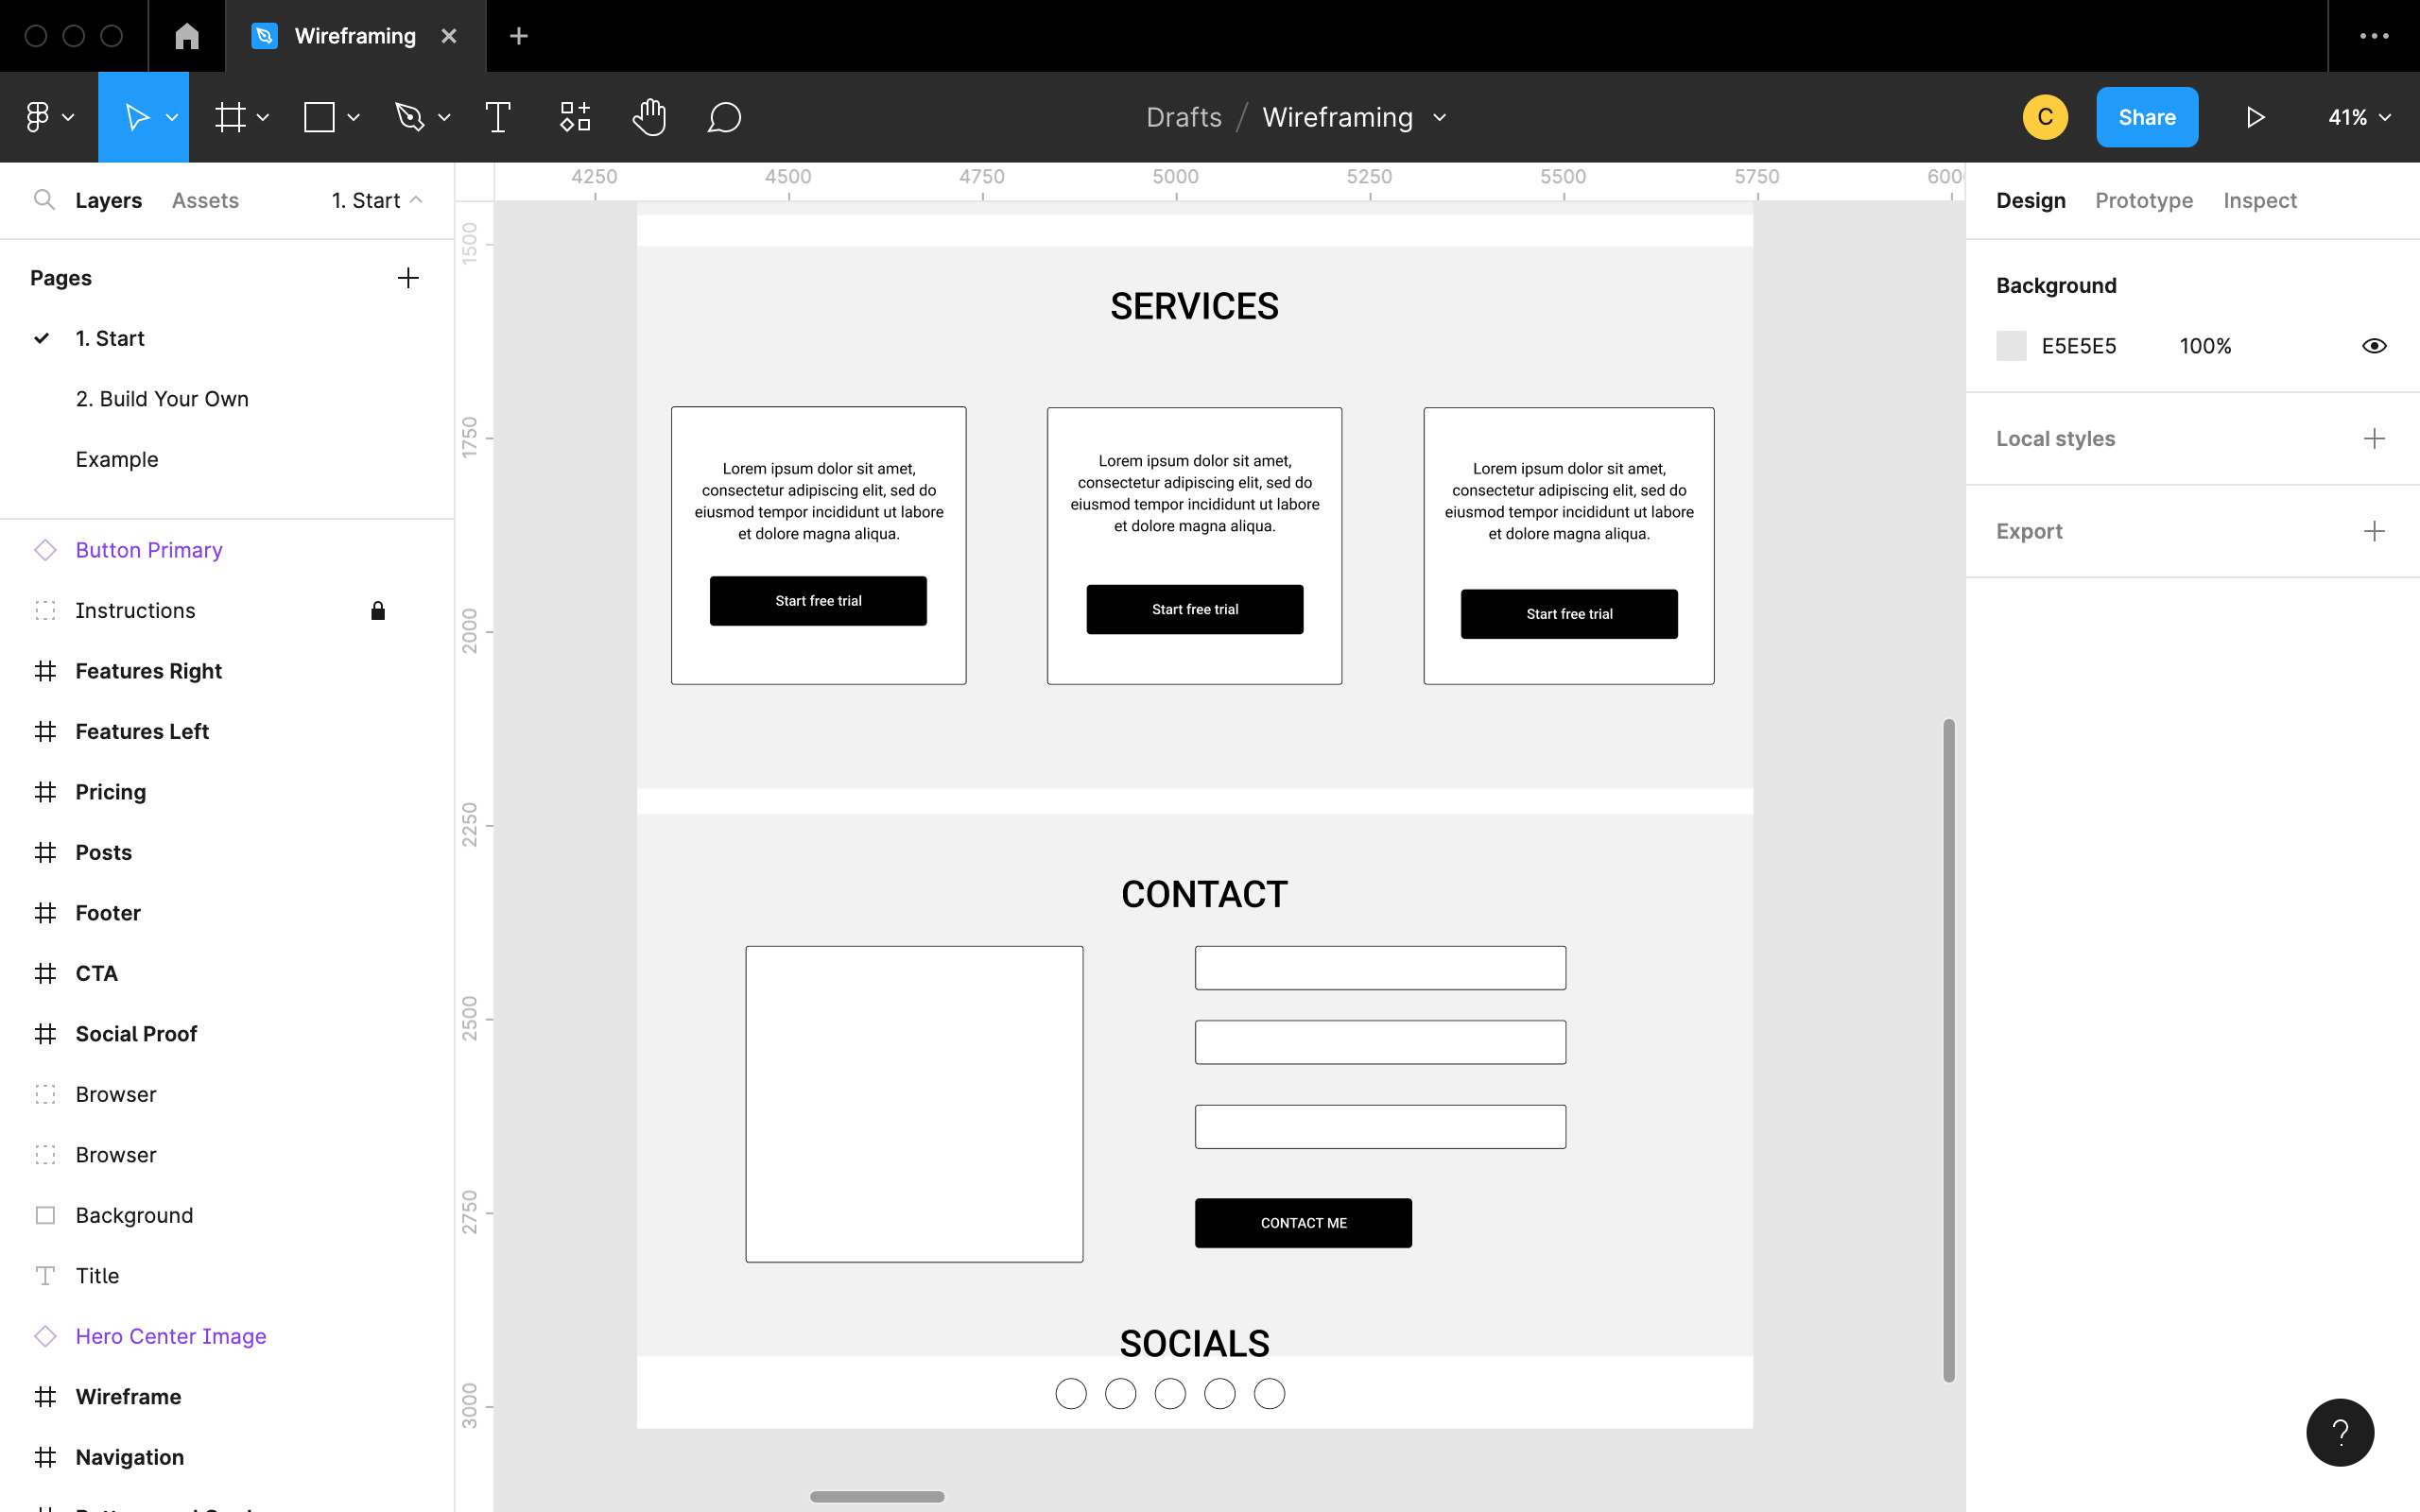 Wireframing
Drafts / Wireframing
C
Share
41%
Layers
Assets
1. Start
Pages
1. Start
2. Build Your Own
Example
Button Primary
Instructions
Features Right
Features Left
Pricing
Posts
Footer
CTA
Social Proof
Browser
Browser
Background
Title
Hero Center Image
Wireframe
Navigation
4250
4500
4750
5000
5250
5500
5750
1500
1750
2000
2250
2500
2750
3000
SERVICES
Lorem ipsum dolor sit amet,
consectetur adipiscing elit, sed do
eiusmod tempor incididunt ut labore
et dolore magna aliqua.
Start free trial
Lorem ipsum dolor sit amet,
consectetur adipiscing elit, sed do
eiusmod tempor incididunt ut labore
et dolore magna aliqua.
Start free trial
Lorem ipsum dolor sit amet,
consectetur adipiscing elit, sed do
eiusmod tempor incididunt ut labore
et dolore magna aliqua.
Start free trial
CONTACT
CONTACT ME
SOCIALS
Design
Prototype
Inspect
Background
E5E5E5
100%
Local styles
Export
?